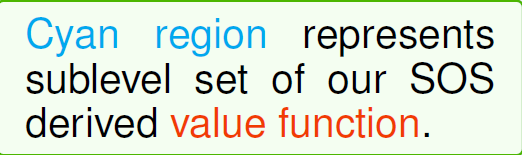 Cyan region represents
sublevel set of our SOS
derived value function.